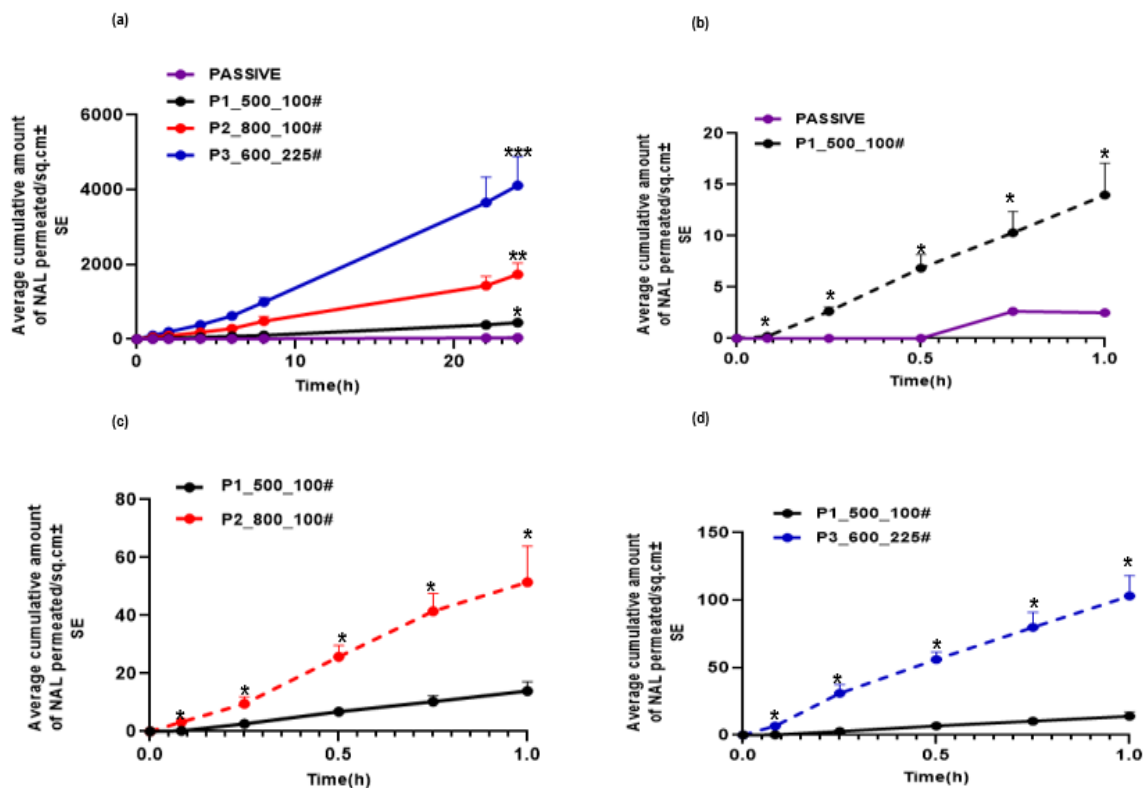 (a)
PASSIVE
P1_500_100#
P2_800_100#
P3_600_225#
Average cumulative amount
of NAL permeated/sq.cm±
SE
6000
4000
2000
0
***
**
*
0
10
20
Time(h)
(b)
PASSIVE
P1_500_100#
Average cumulative amount
of NAL permeated/sq.cm±
SE
20
15
10
5
0
*
*
*
*
*
0.0
0.5
1.0
Time(h)
(c)
P1_500_100#
P2_800_100#
Average cumulative amount
of NAL permeated/sq.cm±
SE
80
60
40
20
0
*
*
*
*
*
0.0
0.5
1.0
Time(h)
(d)
P1_500_100#
P3_600_225#
Average cumulative amount
of NAL permeated/sq.cm±
SE
150
100
50
0
*
*
*
*
*
0.0
0.5
1.0
Time(h)